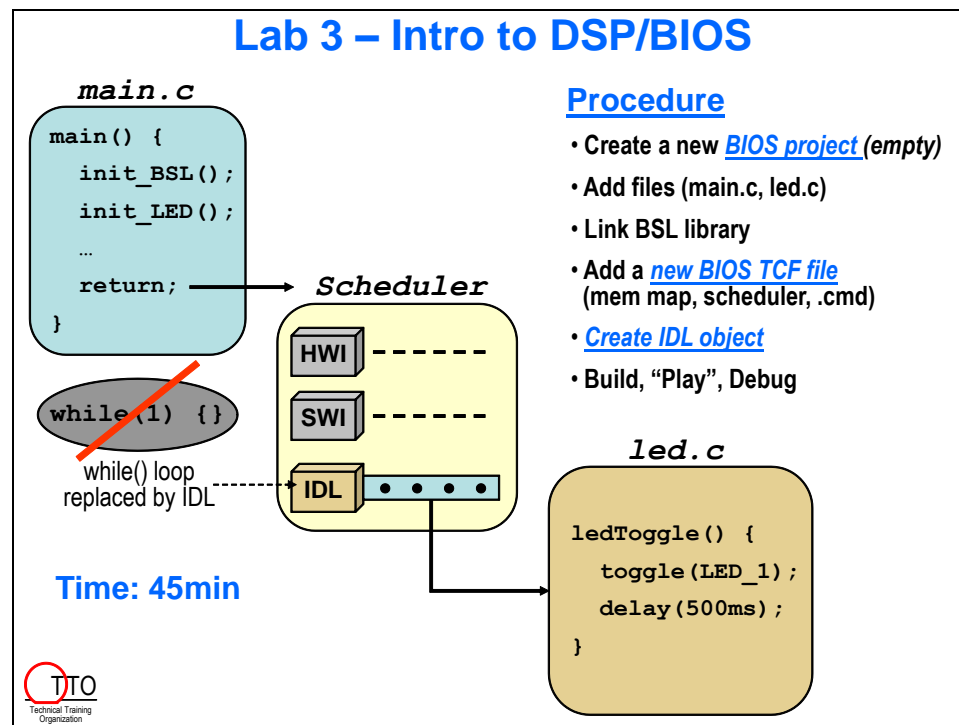 Lab 3 – Intro to DSP/BIOS
main.c
main() {
init_BSL();
init_LED();
…
return;
}
while(1) {}
while() loop
replaced by IDL
Scheduler
HWI
SWI
IDL
Procedure
• Create a new BIOS project (empty)
• Add files (main.c, led.c)
• Link BSL library
• Add a new BIOS TCF file
(mem map, scheduler, .cmd)
• Create IDL object
• Build, “Play”, Debug
led.c
ledToggle() {
toggle(LED_1);
delay(500ms);
}
Time: 45min
TTO
Technical Training
Organization